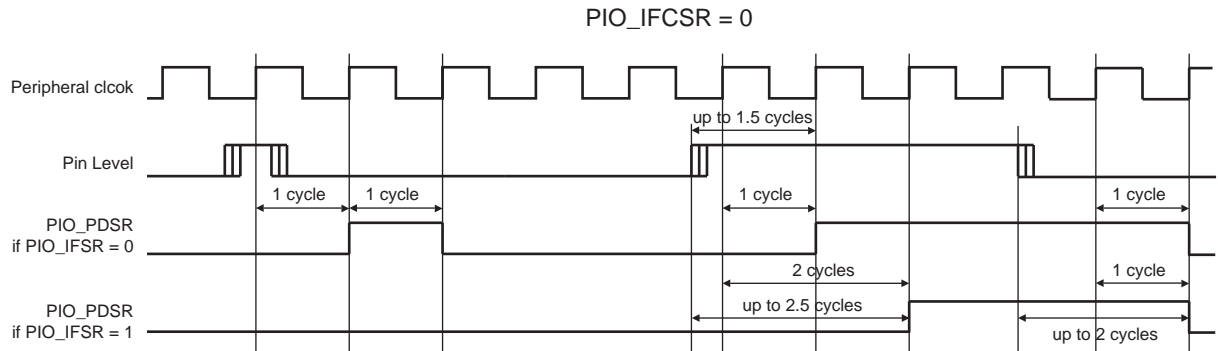 PIO_IFCSR = 0
Peripheral clcok
up to 1.5 cycles
Pin Level
1 cycle
1 cycle
1 cycle
1 cycle
PIO_PDSR
if PIO_IFSR = 0
2 cycles
1 cycle
up to 2.5 cycles
up to 2 cycles
PIO_PDSR
if PIO_IFSR = 1